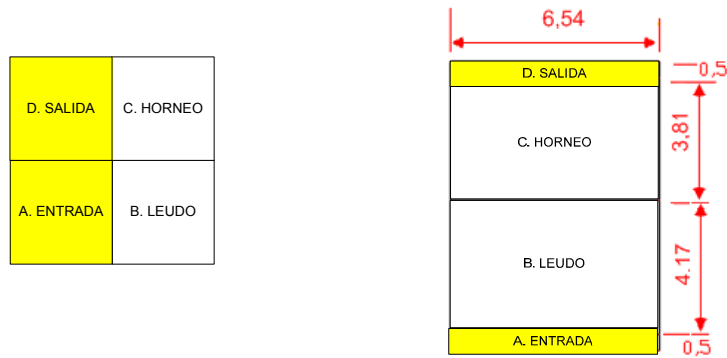 D. SALIDA
C. HORNEO
A. ENTRADA
B. LEUDO
6,54
D. SALIDA
0,5
C. HORNEO
3,81
B. LEUDO
4.17
A. ENTRADA
0,5